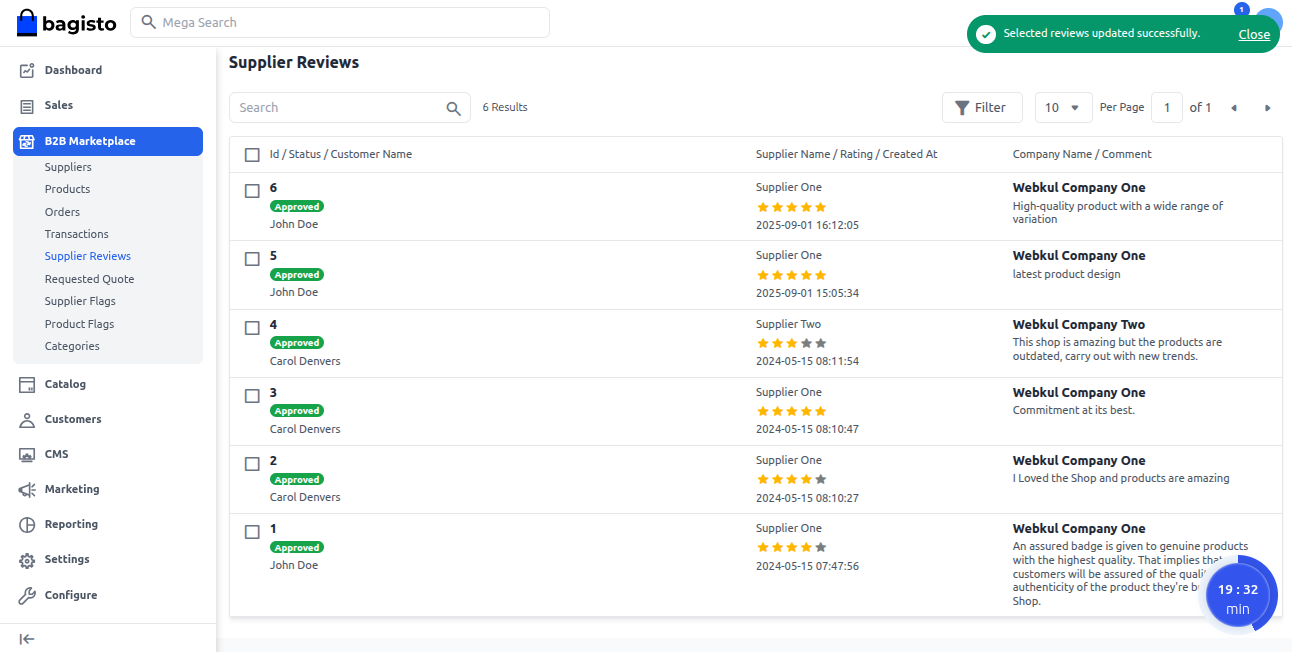 bagisto
Mega Search
1
Selected reviews updated successfully.
Close
Dashboard
Sales
B2B Marketplace
Suppliers
Products
Orders
Transactions
Supplier Reviews
Requested Quote
Supplier Flags
Product Flags
Categories
Catalog
Customers
CMS
Marketing
Reporting
Settings
Configure
Supplier Reviews
Search
6 Results
Filter
10
Per Page
1
of 1
Id / Status / Customer Name
Supplier Name / Rating / Created At
Company Name / Comment
6
Approved
John Doe
Supplier One
2025-09-01 16:12:05
Webkul Company One
High-quality product with a wide range of
variation
5
Approved
John Doe
Supplier One
2025-09-01 15:05:34
Webkul Company One
latest product design
4
Approved
Carol Denvers
Supplier Two
2024-05-15 08:11:54
Webkul Company Two
This shop is amazing but the products are
outdated, carry out with new trends.
3
Approved
Carol Denvers
Supplier One
2024-05-15 08:10:47
Webkul Company One
Commitment at its best.
2
Approved
Carol Denvers
Supplier One
2024-05-15 08:10:27
Webkul Company One
I Loved the Shop and products are amazing
1
Approved
John Doe
Supplier One
2024-05-15 07:47:56
Webkul Company One
An assured badge is given to genuine products
with the highest quality. That implies that
customers will be assured of the
authenticity of the product they're
Shop.
19 : 32
min